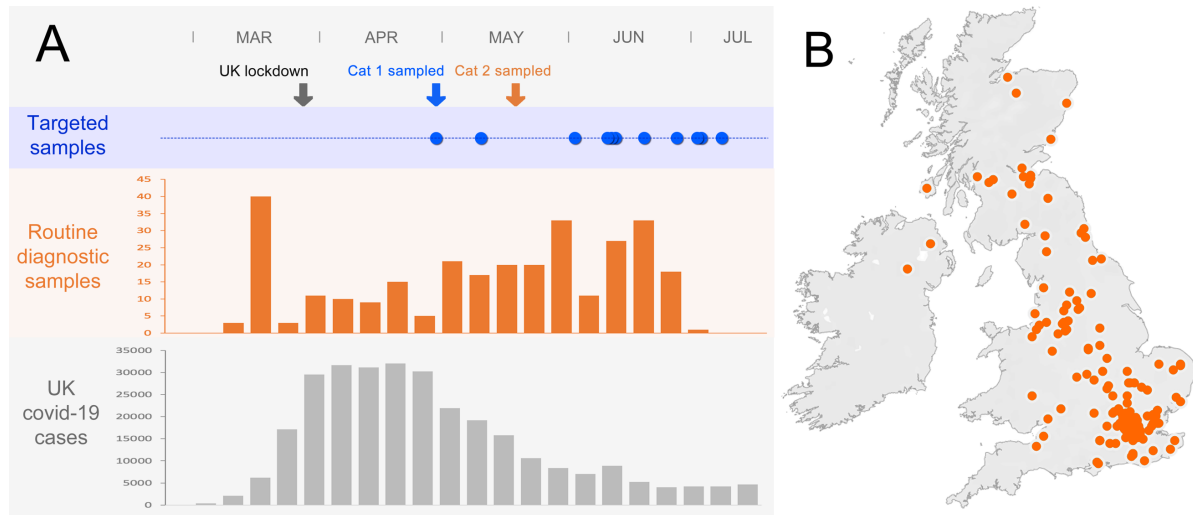 A
MAR APR MAY JUN JUL
UK lockdown Cat 1 sampled Cat 2 sampled
Targeted
samples
Routine
diagnostic
samples
45
40
35
30
25
20
15
10
5
0
UK
covid-19
cases
35000
30000
25000
20000
15000
10000
5000
0
B